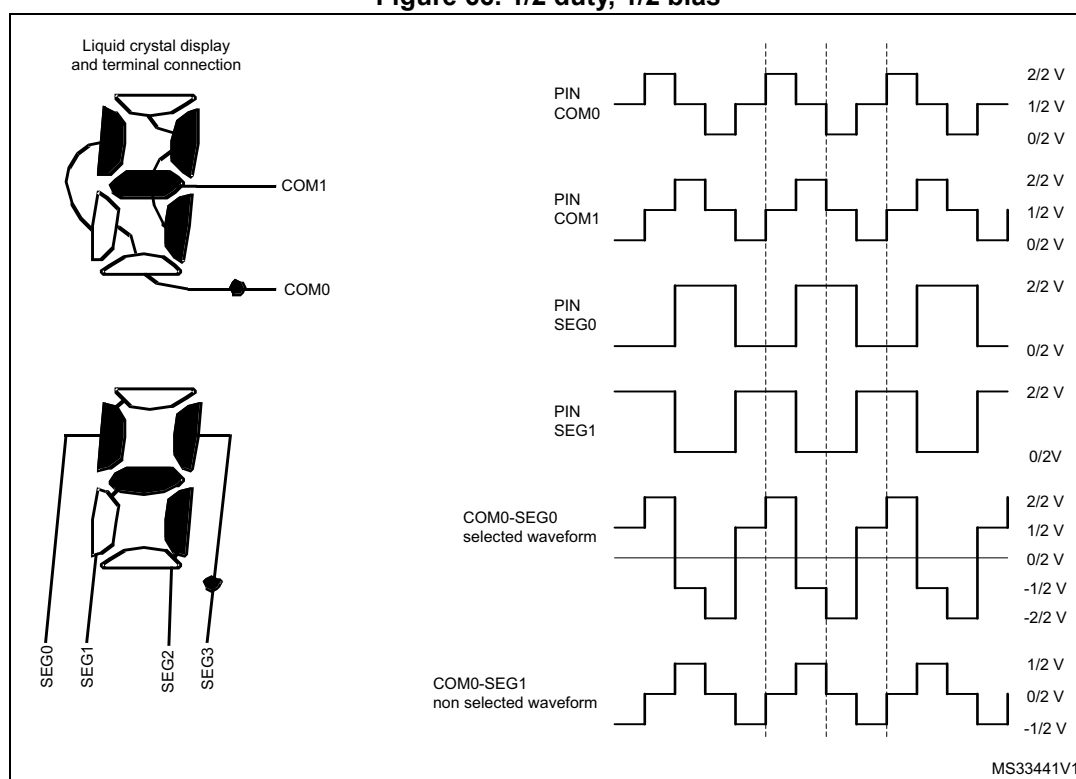 Figure 66. 1/2 duty, 1/2 bias
Liquid crystal display
and terminal connection
COM1
COM0
SEG0
SEG1
SEG2
SEG3
PIN
COM0
2/2 V
1/2 V
0/2 V
PIN
COM1
2/2 V
1/2 V
0/2 V
PIN
SEG0
2/2 V
0/2 V
PIN
SEG1
2/2 V
0/2V
COM0-SEG0
selected waveform
2/2 V
1/2 V
0/2 V
-1/2 V
-2/2 V
COM0-SEG1
non selected waveform
1/2 V
0/2 V
-1/2 V
MS33441V1